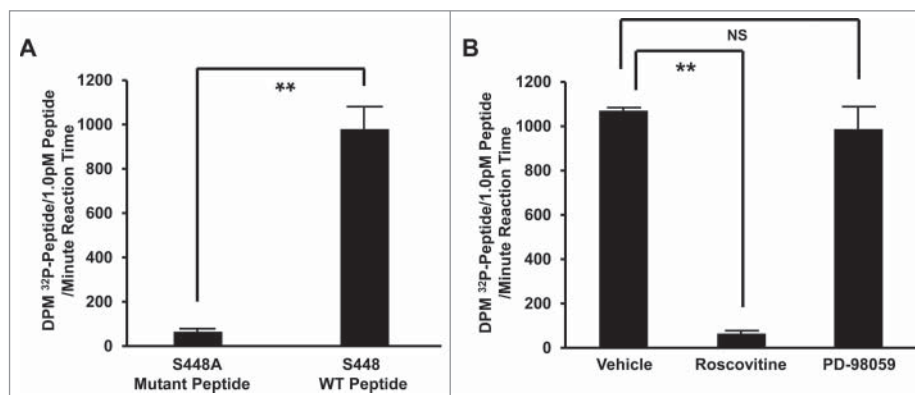 A
DPM ³²P-Peptide/1.0pM Peptide
/Minute Reaction Time
1200
1000
800
600
400
200
0
**
S448A
Mutant Peptide
S448
WT Peptide
B
DPM ³²P-Peptide/1.0pM Peptide
/Minute Reaction Time
1200
1000
800
600
400
200
0
NS
**
Vehicle
Roscovitine
PD-98059